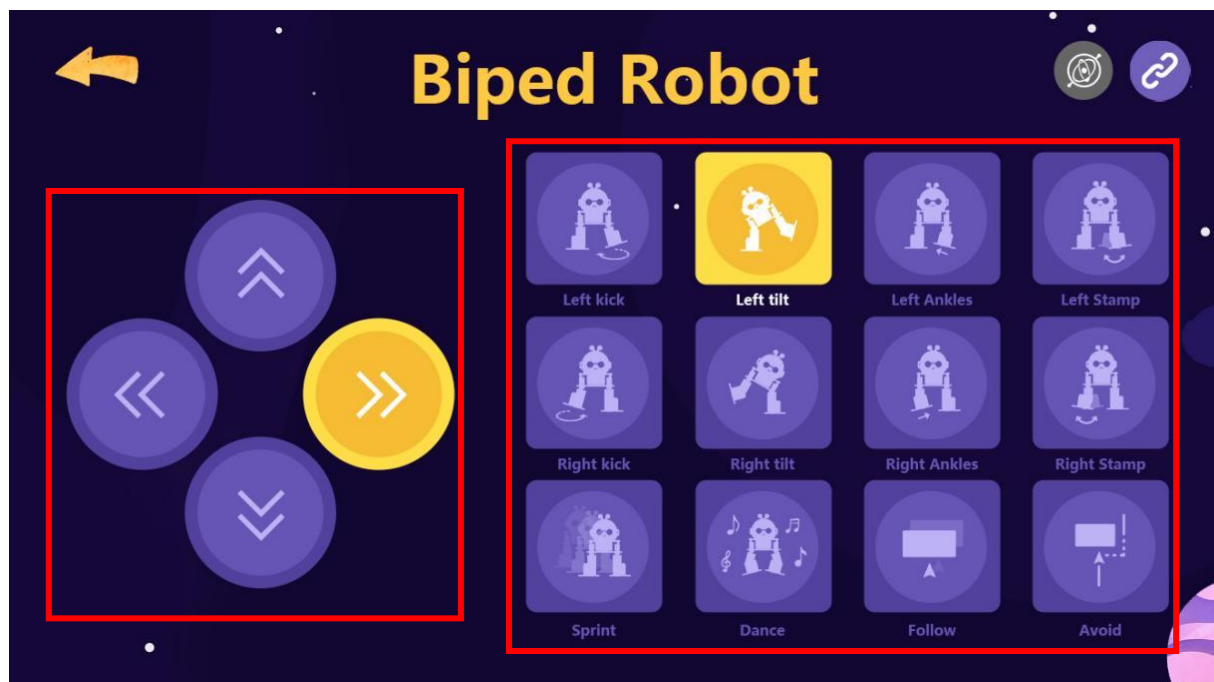 Biped Robot
Left kick
Left tilt
Left Ankles
Left Stamp
Right kick
Right tilt
Right Ankles
Right Stamp
Sprint
Dance
Follow
Avoid